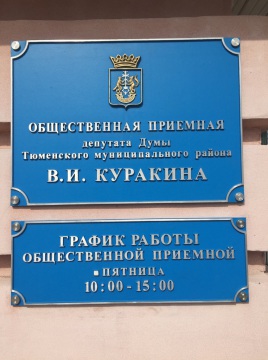 ОБЩЕСТВЕННАЯ ПРИЕМНАЯ
депутата Думы
Тюменского муниципального района
В.И. КУРАКИНА
ГРАФИК РАБОТЫ
ОБЩЕСТВЕННОЙ ПРИЕМНОЙ
ПЯТНИЦА
10:00-15:00